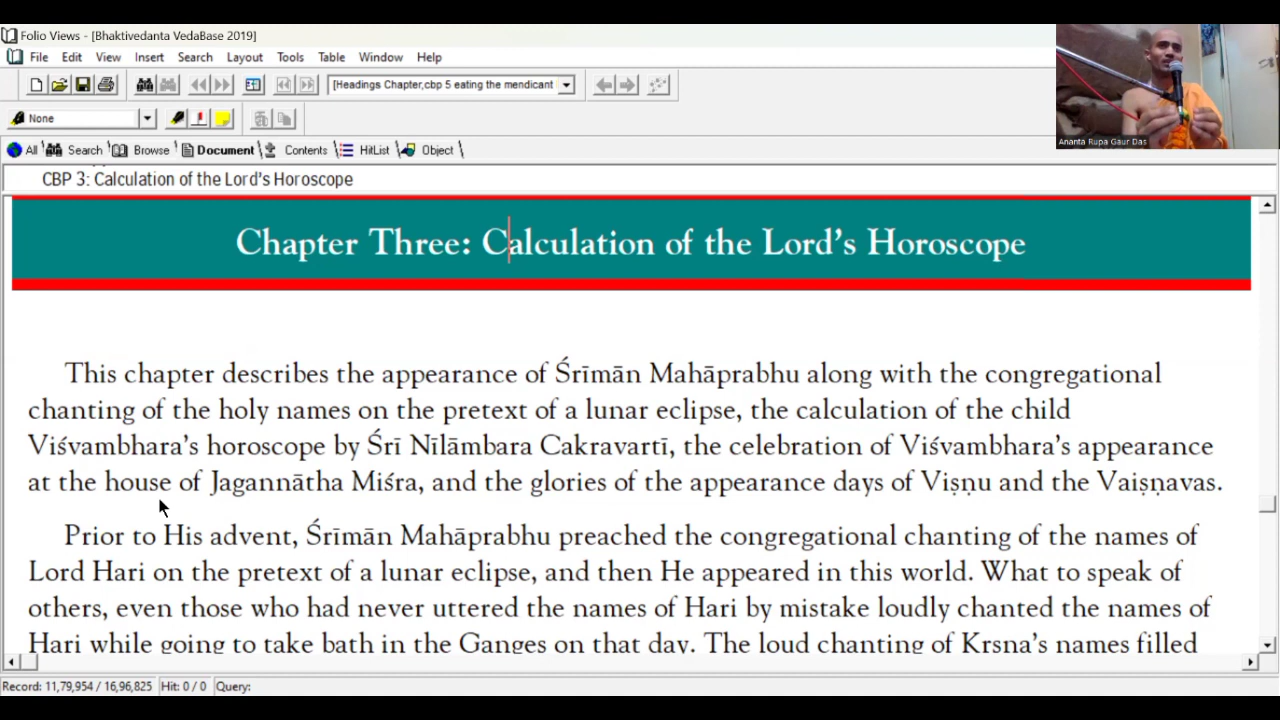 Folio Views - [Bhaktivedanta VedaBase 2019]
File Edit View Insert Search Layout Tools Table Window Help
[Headings Chapter,cbp 5 eating the mendicant
None
All Search Browse Document Contents HitList Object
Ananta Rupa Gaur Das
CBP 3: Calculation of the Lord's Horoscope
Chapter Three: Calculation of the Lord's Horoscope
This chapter describes the appearance of Śrīmān Mahāprabhu along with the congregational
chanting of the holy names on the pretext of a lunar eclipse, the calculation of the child
Viśvambhara's horoscope by Śrī Nīlāmbara Cakravartī, the celebration of Viśvambhara's appearance
at the house of Jagannātha Miśra, and the glories of the appearance days of Viṣṇu and the Vaiṣṇavas.
Prior to His advent, Śrīmān Mahāprabhu preached the congregational chanting of the names of
Lord Hari on the pretext of a lunar eclipse, and then He appeared in this world. What to speak of
others, even those who had never uttered the names of Hari by mistake loudly chanted the names of
Hari while going to take bath in the Ganges on that day. The loud chanting of Kṛṣṇa's names filled
Record: 11,79,954 / 16,96,825 Hit: 0 / 0 Query: